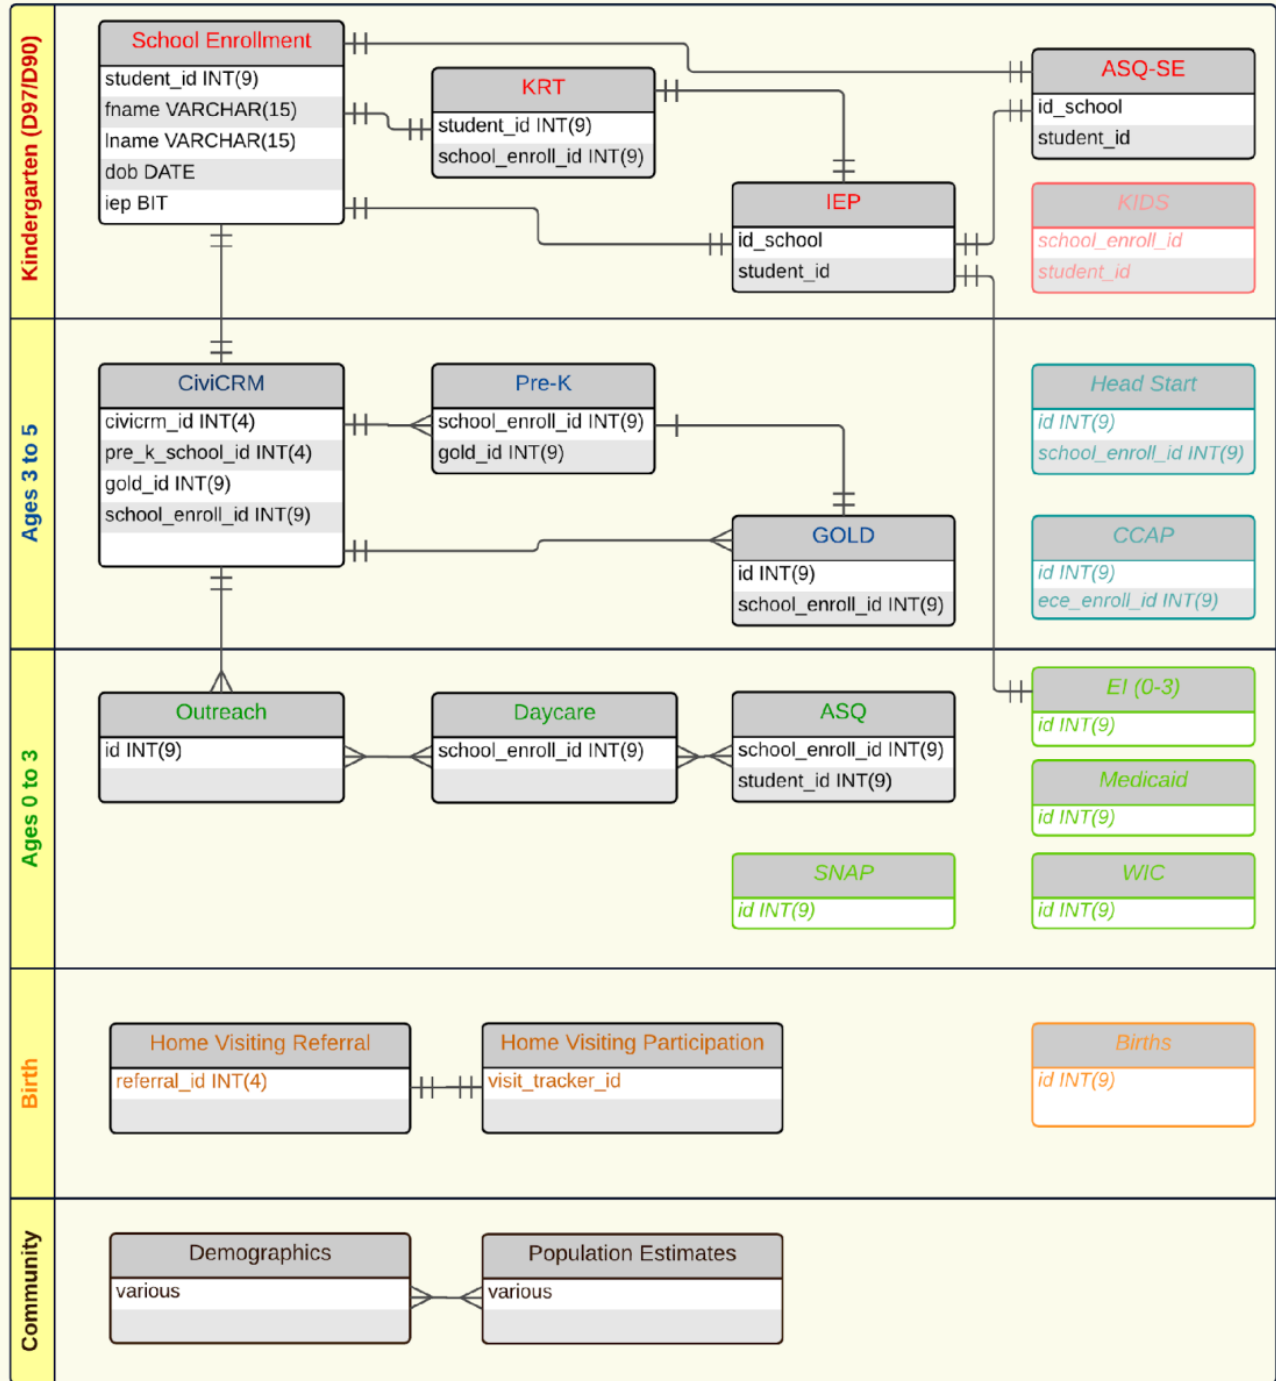 Kindergarten (D97/D90)
School Enrollment
student_id INT(9)
fname VARCHAR(15)
lname VARCHAR(15)
dob DATE
iep BIT
KRT
student_id INT(9)
school_enroll_id INT(9)
IEP
id_school
student_id
ASQ-SE
id_school
student_id
KIDS
school_enroll_id
student_id
Ages 3 to 5
CiviCRM
civicrm_id INT(4)
pre_k_school_id INT(4)
gold_id INT(9)
school_enroll_id INT(9)
Pre-K
school_enroll_id INT(9)
gold_id INT(9)
GOLD
id INT(9)
school_enroll_id INT(9)
Head Start
id INT(9)
school_enroll_id INT(9)
CCAP
id INT(9)
ece_enroll_id INT(9)
Ages 0 to 3
Outreach
id INT(9)
Daycare
school_enroll_id INT(9)
ASQ
school_enroll_id INT(9)
student_id INT(9)
SNAP
id INT(9)
EI (0-3)
id INT(9)
Medicaid
id INT(9)
WIC
id INT(9)
Birth
Home Visiting Referral
referral_id INT(4)
Home Visiting Participation
visit_tracker_id
Births
id INT(9)
Community
Demographics
various
Population Estimates
various